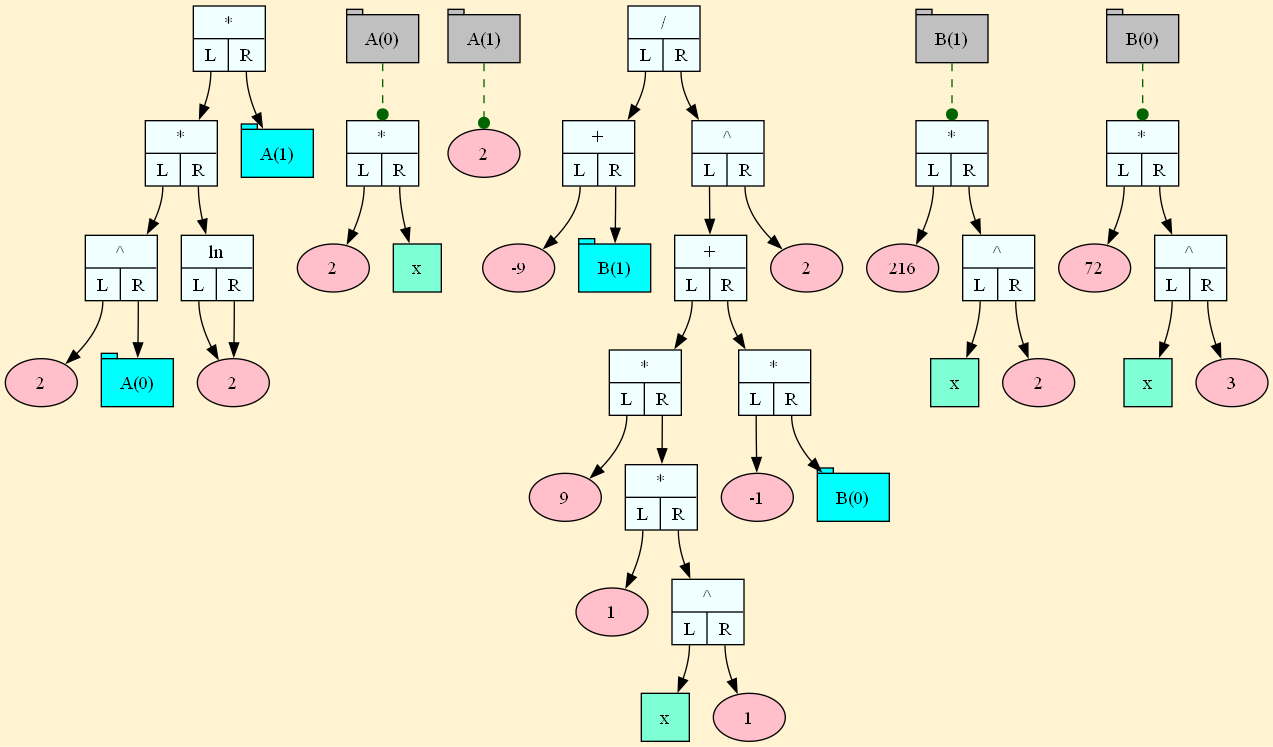 * A(0) A(1) / B(1) B(0)
L R L R
* A(1) * 2 + ^ * *
L R L R L R L R L R L R
^ ln 2 x -9 B(1) + 2 216 ^ 72 ^
L R L R L R L R L R
2 A(0) 2 * * x 2 x 3
L R L R
9 * -1 B(0)
L R
1 ^
L R
x 1